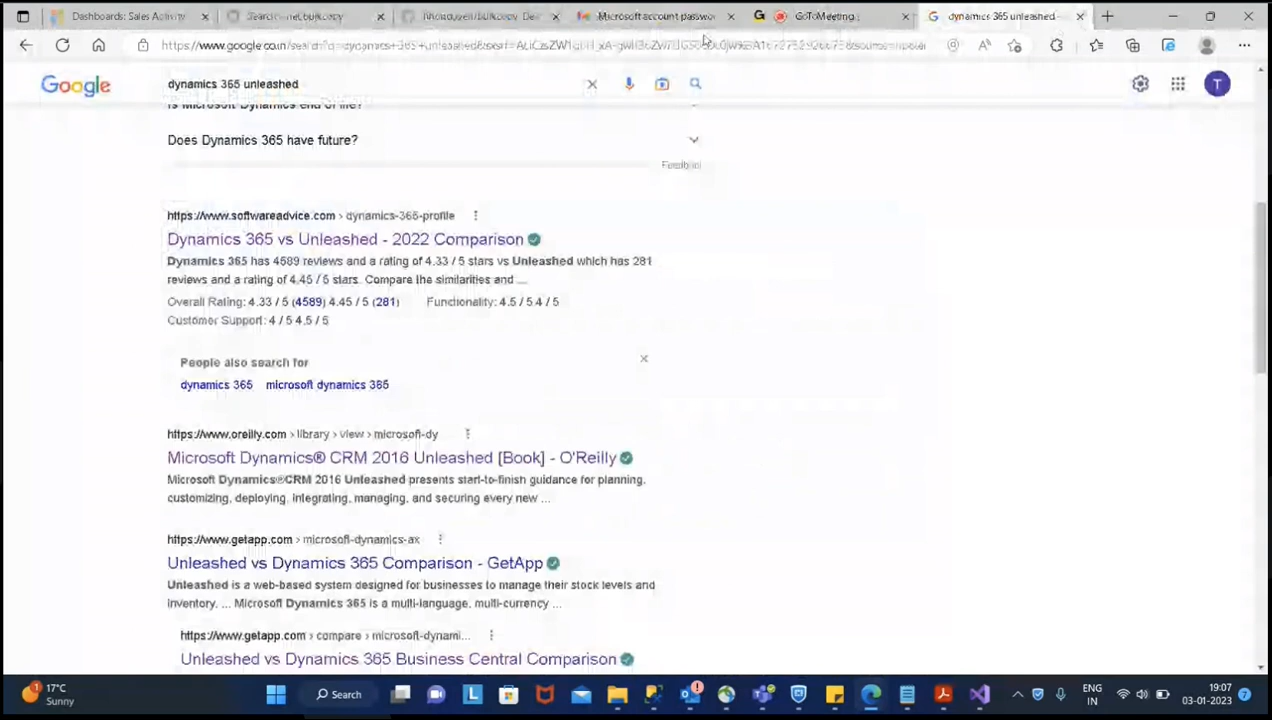 Dashboards: Sales Activity
Microsoft account passwo
GoToMeeting
dynamics 365 unleashed -
Google
dynamics 365 unleashed
T
Is Microsoft Dynamics end of life?
Does Dynamics 365 have future?
Feedback
https://www.softwareadvice.com › dynamics-365-profile
Dynamics 365 vs Unleashed - 2022 Comparison
Dynamics 365 has 4589 reviews and a rating of 4.33 / 5 stars vs Unleashed which has 281
reviews and a rating of 4.45 / 5 stars. Compare the similarities and ...
Overall Rating: 4.33 / 5 (4589) 4.45 / 5 (281) Functionality: 4.5 / 5 4 / 5
Customer Support: 4 / 5 4.5 / 5
People also search for
dynamics 365 microsoft dynamics 365
https://www.oreilly.com › library › view › microsoft-dy
Microsoft Dynamics® CRM 2016 Unleashed [Book] - O'Reilly
Microsoft Dynamics®CRM 2016 Unleashed presents start-to-finish guidance for planning,
customizing, deploying, integrating, managing, and securing every new ...
https://www.getapp.com › microsoft-dynamics-ax
Unleashed vs Dynamics 365 Comparison - GetApp
Unleashed is a web-based system designed for businesses to manage their stock levels and
inventory. ... Microsoft Dynamics 365 is a multi-language, multi-currency ...
https://www.getapp.com › compare › microsoft-dynami...
Unleashed vs Dynamics 365 Business Central Comparison
17°C
Sunny
Search
ENG
IN
19:07
03-01-2023